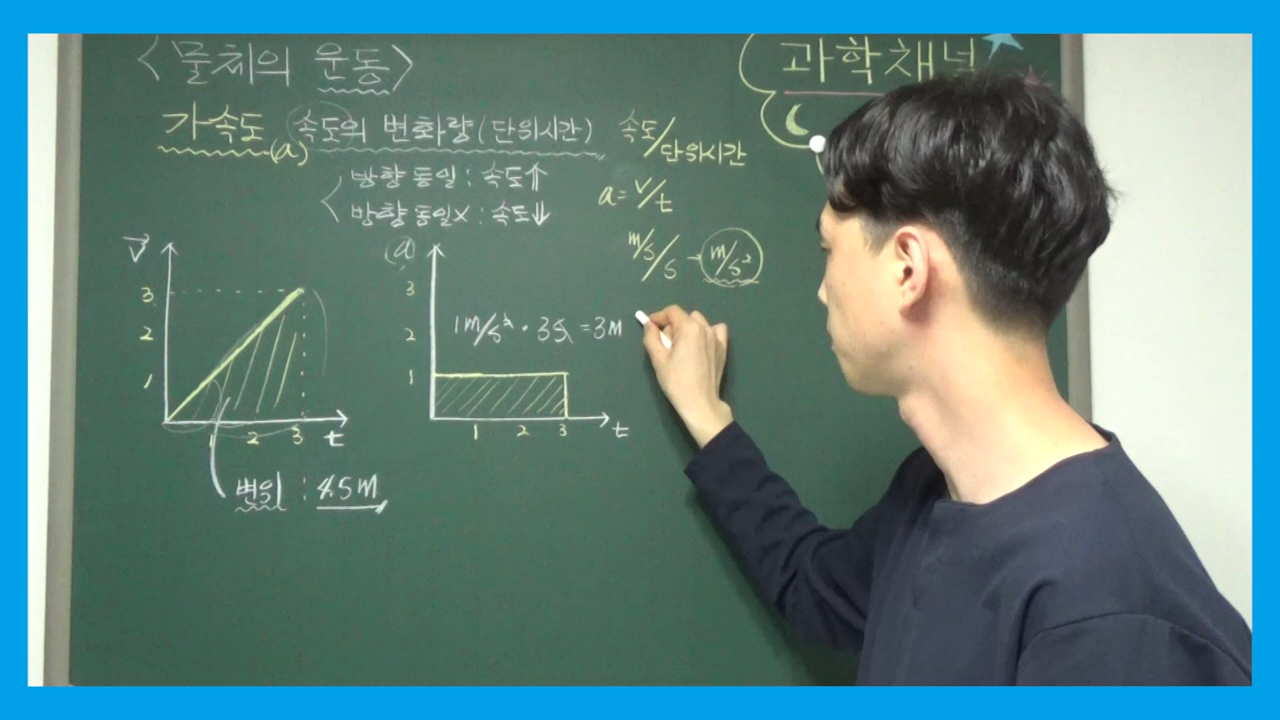 <물체의 운동>
과학채널
가속도(a) 속도의 변화량(단위시간)
속도/단위시간
방향 동일 : 속도⇑
방향 동일× : 속도⇓
a = v/t
m/s/s → m/s²
v
3
2
1
1 2 3 t
변위 : 4.5m
(a)
3
2
1
1m/s² · 3s = 3m
1 2 3 t